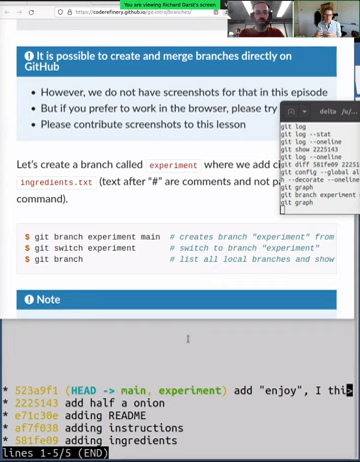 You are viewing Richard Darst's screen
https://coderefinery.github.io/git-intro/branches/
It is possible to create and merge branches directly on
GitHub
However, we do not have screenshots for that in this episode
But if you prefer to work in the browser, please try
Please contribute screenshots to this lesson
git log
git log --stat
git log --oneline
git show 2225143
git log --oneline
git diff 581fe09 22251
git config --global al
h --decorate --oneline
git graph
git branch experiment
git graph
Let's create a branch called experiment where we add ci
ingredients.txt (text after "#" are comments and not pa
command).
$ git branch experiment main # creates branch "experiment" from
$ git switch experiment # switch to branch "experiment"
$ git branch # list all local branches and show
Note
* 523a9f1 (HEAD -> main, experiment) add "enjoy", I thi>
* 2225143 add half a onion
* e71c30e adding README
* af7f038 adding instructions
* 581fe09 adding ingredients
lines 1-5/5 (END)